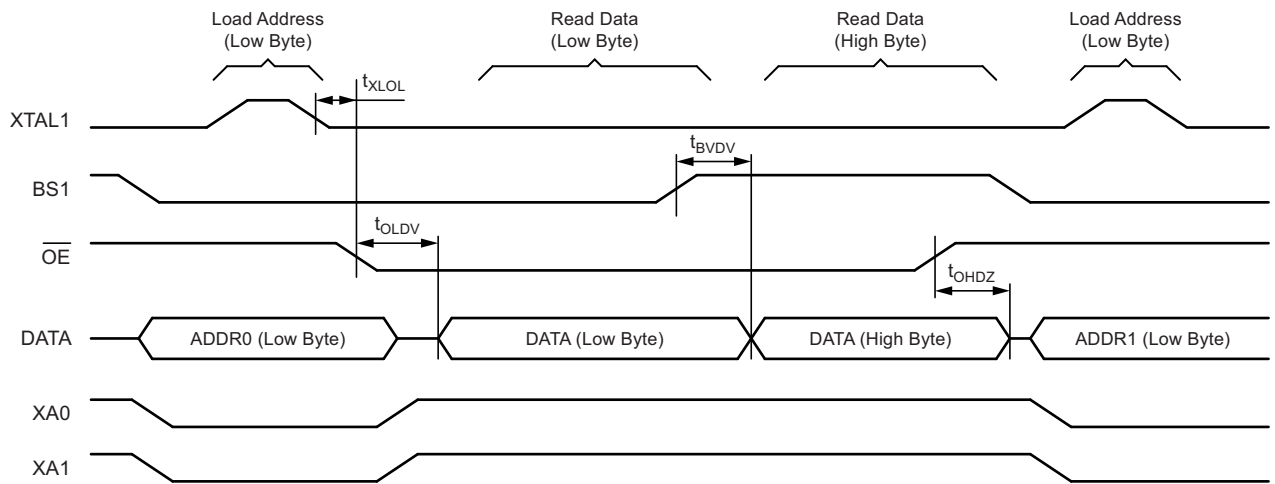 Load Address
(Low Byte)
Read Data
(Low Byte)
Read Data
(High Byte)
Load Address
(Low Byte)
tXLOL
XTAL1
tBVDV
BS1
tOLDV
OE
tOHDZ
DATA
ADDR0 (Low Byte)
DATA (Low Byte)
DATA (High Byte)
ADDR1 (Low Byte)
XA0
XA1